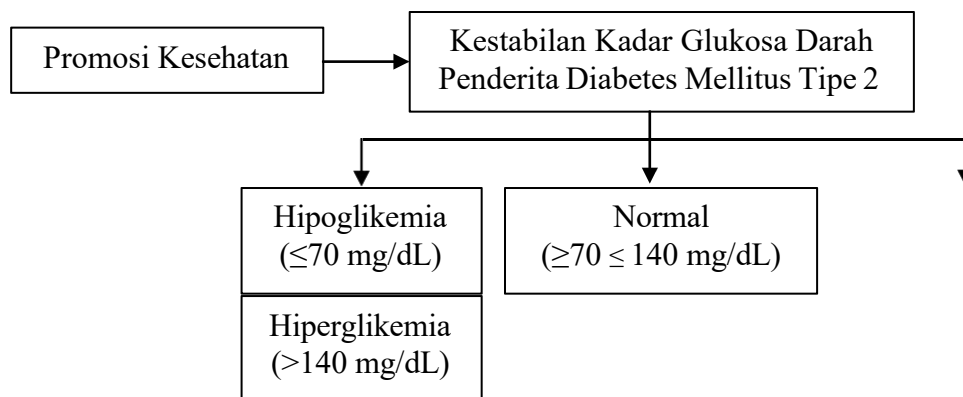 Promosi Kesehatan
Kestabilan Kadar Glukosa Darah
Penderita Diabetes Mellitus Tipe 2
Hipoglikemia
(≤70 mg/dL)
Normal
(≥70 ≤ 140 mg/dL)
Hiperglikemia
(>140 mg/dL)